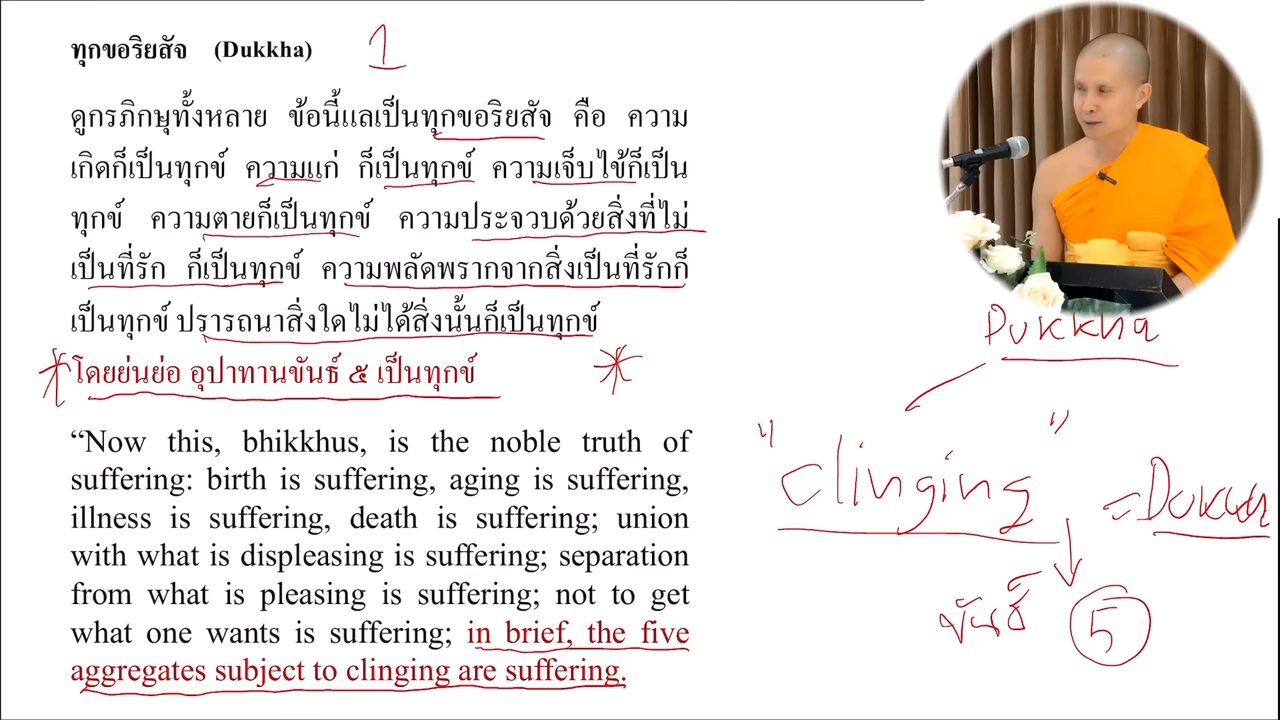 ทุกขอริยสัจ (Dukkha) 1
ดูกรภิกษุทั้งหลาย ข้อนี้แลเป็นทุกขอริยสัจ คือ ความ
เกิดก็เป็นทุกข์ ความแก่ ก็เป็นทุกข์ ความเจ็บไข้ก็เป็น
ทุกข์ ความตายก็เป็นทุกข์ ความประจวบด้วยสิ่งที่ไม่
เป็นที่รัก ก็เป็นทุกข์ ความพลัดพรากจากสิ่งเป็นที่รักก็
เป็นทุกข์ ปรารถนาสิ่งใดไม่ได้สิ่งนั้นก็เป็นทุกข์
โดยย่นย่อ อุปาทานขันธ์ ๕ เป็นทุกข์
“Now this, bhikkhus, is the noble truth of
suffering: birth is suffering, aging is suffering,
illness is suffering, death is suffering; union
with what is displeasing is suffering; separation
from what is pleasing is suffering; not to get
what one wants is suffering; in brief, the five
aggregates subject to clinging are suffering.
Dukkha
"clinging" = Dukkha
ขันธ์ 5